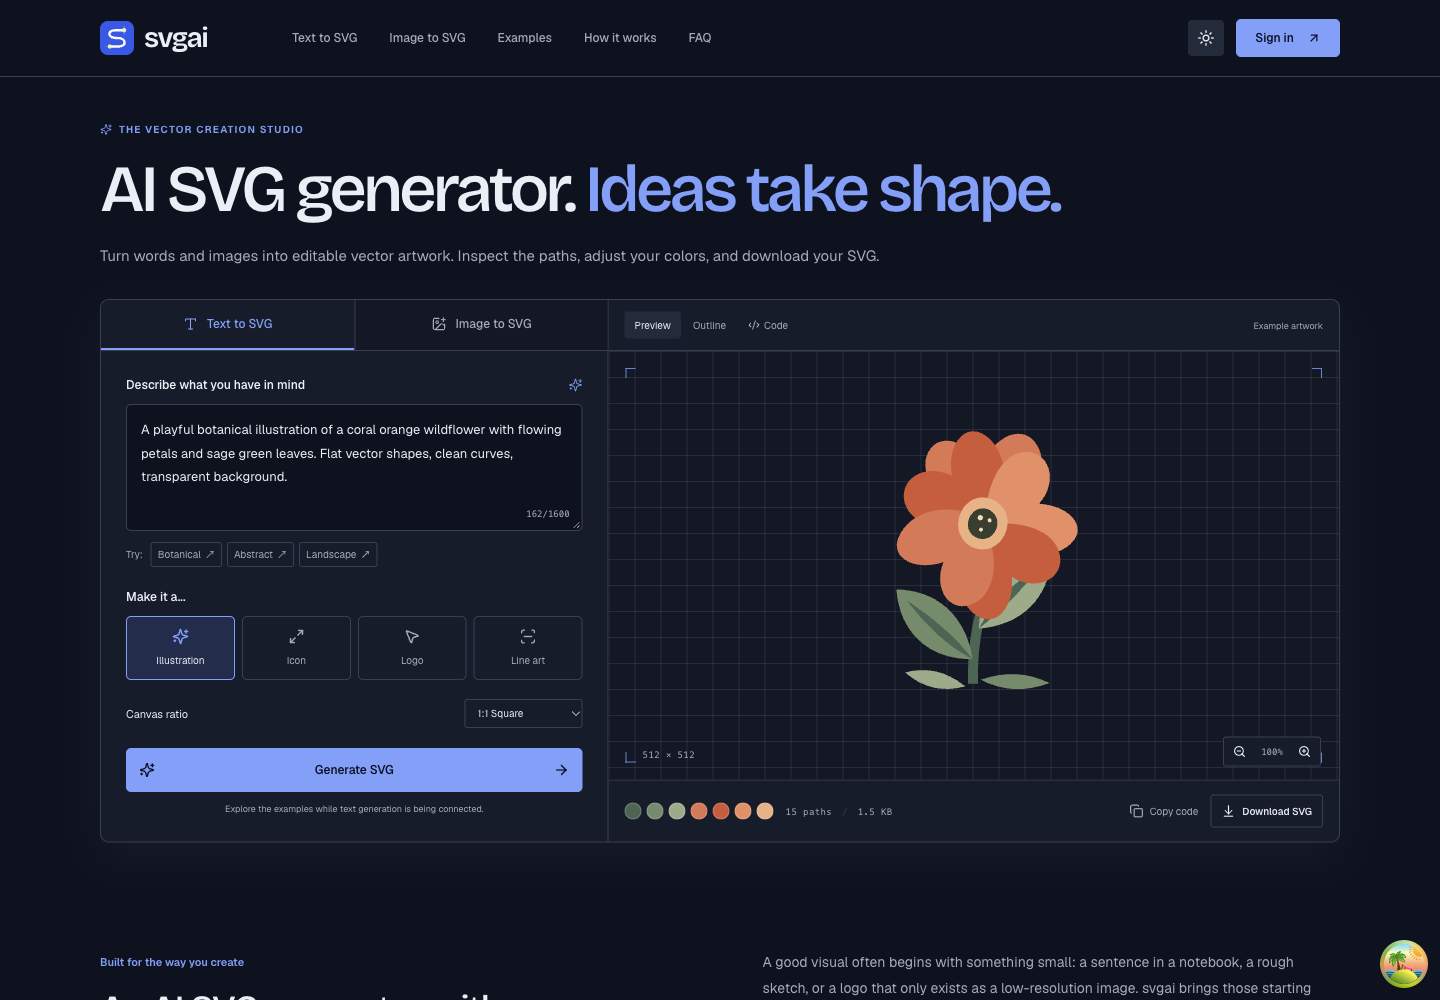 svgai
Text to SVG
Image to SVG
Examples
How it works
FAQ
Sign in
THE VECTOR CREATION STUDIO
AI SVG generator. Ideas take shape.
Turn words and images into editable vector artwork. Inspect the paths, adjust your colors, and download your SVG.
Text to SVG
Image to SVG
Describe what you have in mind
A playful botanical illustration of a coral orange wildflower with flowing
petals and sage green leaves. Flat vector shapes, clean curves,
transparent background.
162/1600
Try:
Botanical ↗
Abstract ↗
Landscape ↗
Make it a...
Illustration
Icon
Logo
Line art
Canvas ratio
1:1 Square
Generate SVG
Explore the examples while text generation is being connected.
Preview
Outline
Code
Example artwork
512 × 512
100%
15 paths / 1.5 KB
Copy code
Download SVG
Built for the way you create
A good visual often begins with something small: a sentence in a notebook, a rough
sketch, or a logo that only exists as a low-resolution image. svgai brings those starting